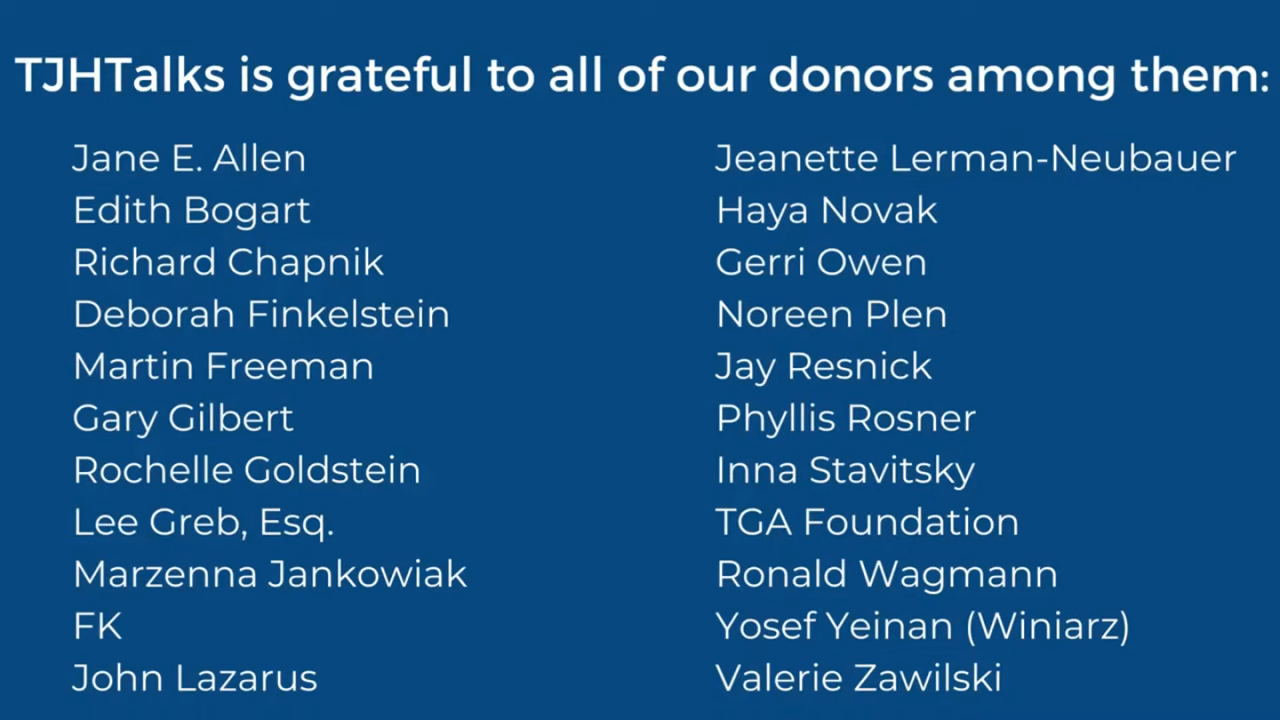 TJHTalks is grateful to all of our donors among them:
Jane E. Allen
Edith Bogart
Richard Chapnik
Deborah Finkelstein
Martin Freeman
Gary Gilbert
Rochelle Goldstein
Lee Greb, Esq.
Marzenna Jankowiak
FK
John Lazarus
Jeanette Lerman-Neubauer
Haya Novak
Gerri Owen
Noreen Plen
Jay Resnick
Phyllis Rosner
Inna Stavitsky
TGA Foundation
Ronald Wagmann
Yosef Yeinan (Winiarz)
Valerie Zawilski